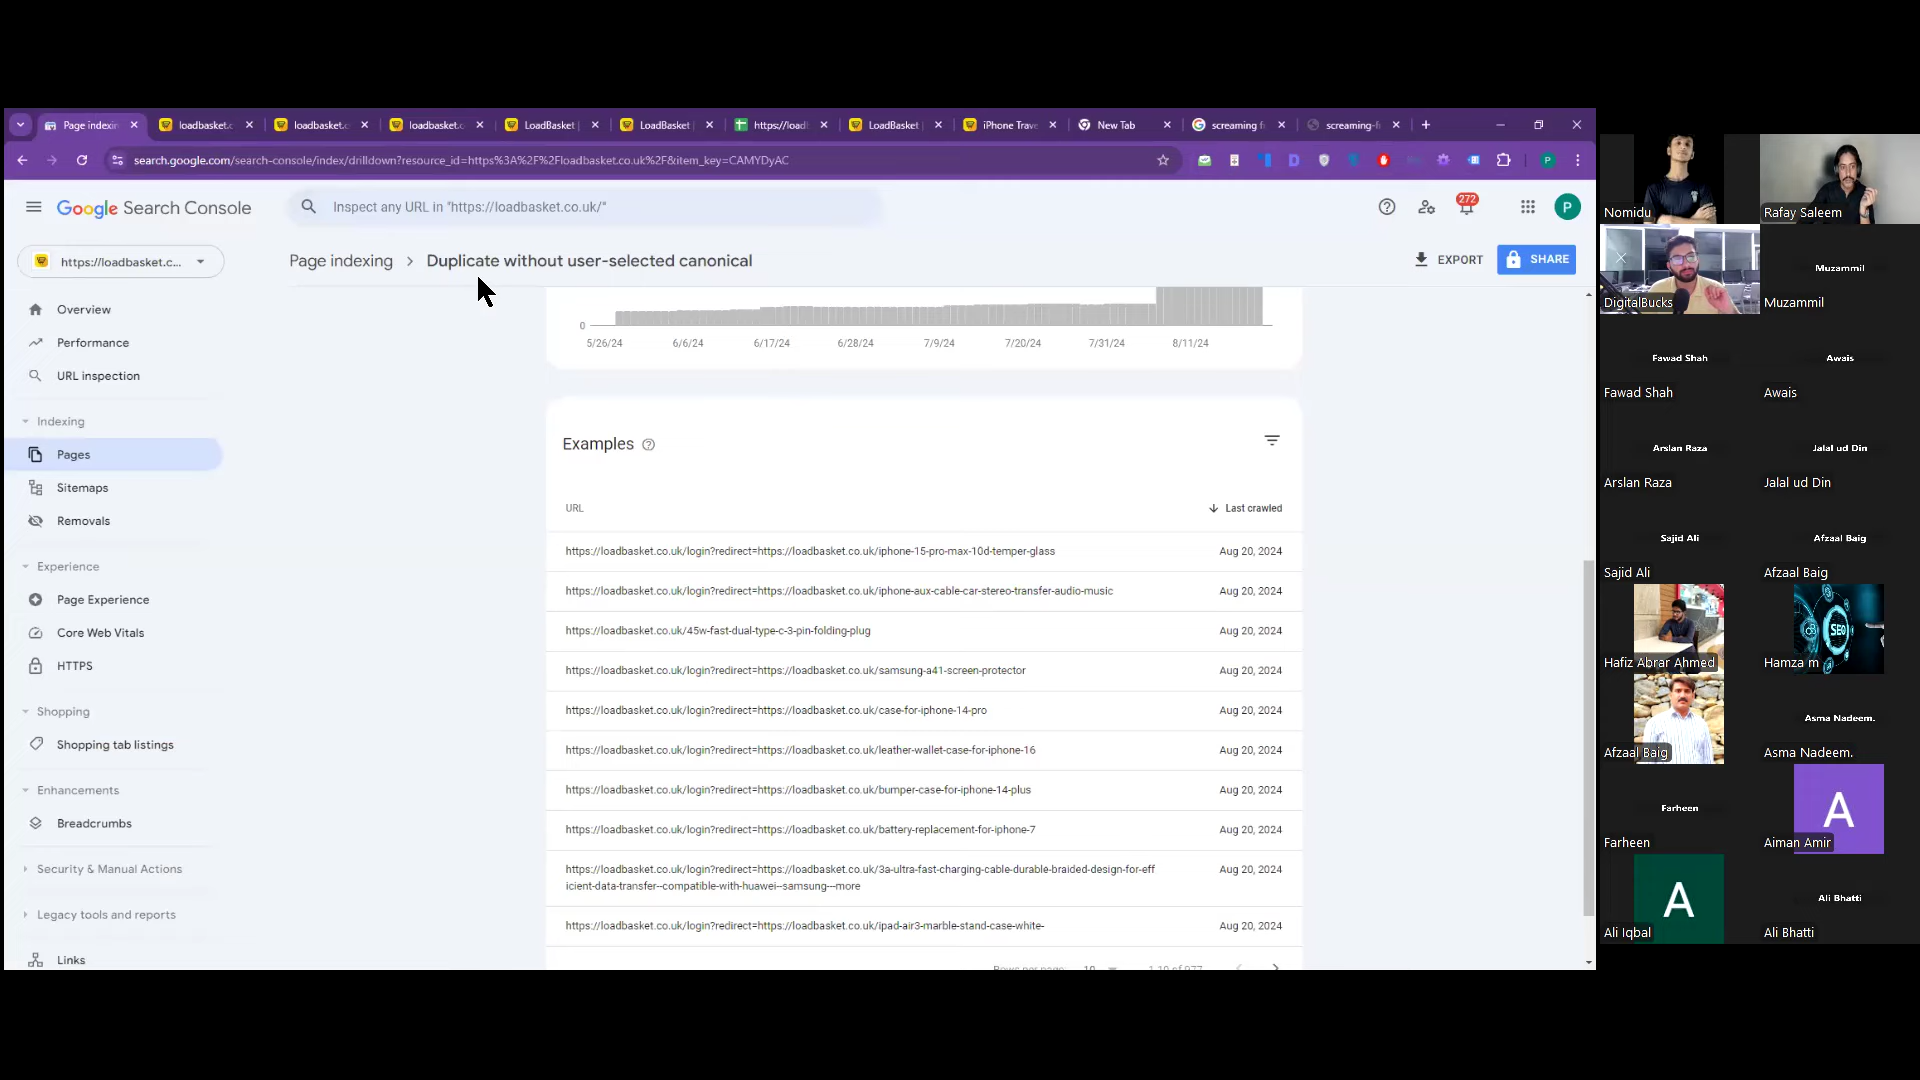 Page indexin
loadbasket.c
loadbasket.c
loadbasket.c
LoadBasket
LoadBasket
https://load
LoadBasket
iPhone Trave
New Tab
screaming f
screaming-f
search.google.com/search-console/index/drilldown?resource_id=https%3A%2F%2Floadbasket.co.uk%2F&item_key=CAMYDyAC
P
Google Search Console
Inspect any URL in "https://loadbasket.co.uk/"
272
P
https://loadbasket.c...
Page indexing
Duplicate without user-selected canonical
EXPORT
SHARE
Overview
Performance
URL inspection
Indexing
Pages
Sitemaps
Removals
Experience
Page Experience
Core Web Vitals
HTTPS
Shopping
Shopping tab listings
Enhancements
Breadcrumbs
Security & Manual Actions
Legacy tools and reports
Links
0
5/26/24 6/6/24 6/17/24 6/28/24 7/9/24 7/20/24 7/31/24 8/11/24
Examples
URL Last crawled
https://loadbasket.co.uk/login?redirect=https://loadbasket.co.uk/iphone-15-pro-max-10d-temper-glass Aug 20, 2024
https://loadbasket.co.uk/login?redirect=https://loadbasket.co.uk/iphone-aux-cable-car-stereo-transfer-audio-music Aug 20, 2024
https://loadbasket.co.uk/45w-fast-dual-type-c-3-pin-folding-plug Aug 20, 2024
https://loadbasket.co.uk/login?redirect=https://loadbasket.co.uk/samsung-a41-screen-protector Aug 20, 2024
https://loadbasket.co.uk/login?redirect=https://loadbasket.co.uk/case-for-iphone-14-pro Aug 20, 2024
https://loadbasket.co.uk/login?redirect=https://loadbasket.co.uk/leather-wallet-case-for-iphone-16 Aug 20, 2024
https://loadbasket.co.uk/login?redirect=https://loadbasket.co.uk/bumper-case-for-iphone-14-plus Aug 20, 2024
https://loadbasket.co.uk/login?redirect=https://loadbasket.co.uk/battery-replacement-for-iphone-7 Aug 20, 2024
https://loadbasket.co.uk/login?redirect=https://loadbasket.co.uk/3a-ultra-fast-charging-cable-durable-braided-design-for-eff Aug 20, 2024
icient-data-transfer--compatible-with-huawei--samsung---more
https://loadbasket.co.uk/login?redirect=https://loadbasket.co.uk/ipad-air3-marble-stand-case-white- Aug 20, 2024
Rows per page: 10
Nomidu
Rafay Saleem
DigitalBucks
Muzammil
Muzammil
Fawad Shah
Fawad Shah
Awais
Awais
Arslan Raza
Arslan Raza
Jalal ud Din
Jalal ud Din
Sajid Ali
Sajid Ali
Afzaal Baig
Afzaal Baig
Hafiz Abrar Ahmed
SEO
Hamza m
Afzaal Baig
Asma Nadeem.
Asma Nadeem.
Farheen
Farheen
A
Aiman Amir
A
Ali Iqbal
Ali Bhatti
Ali Bhatti